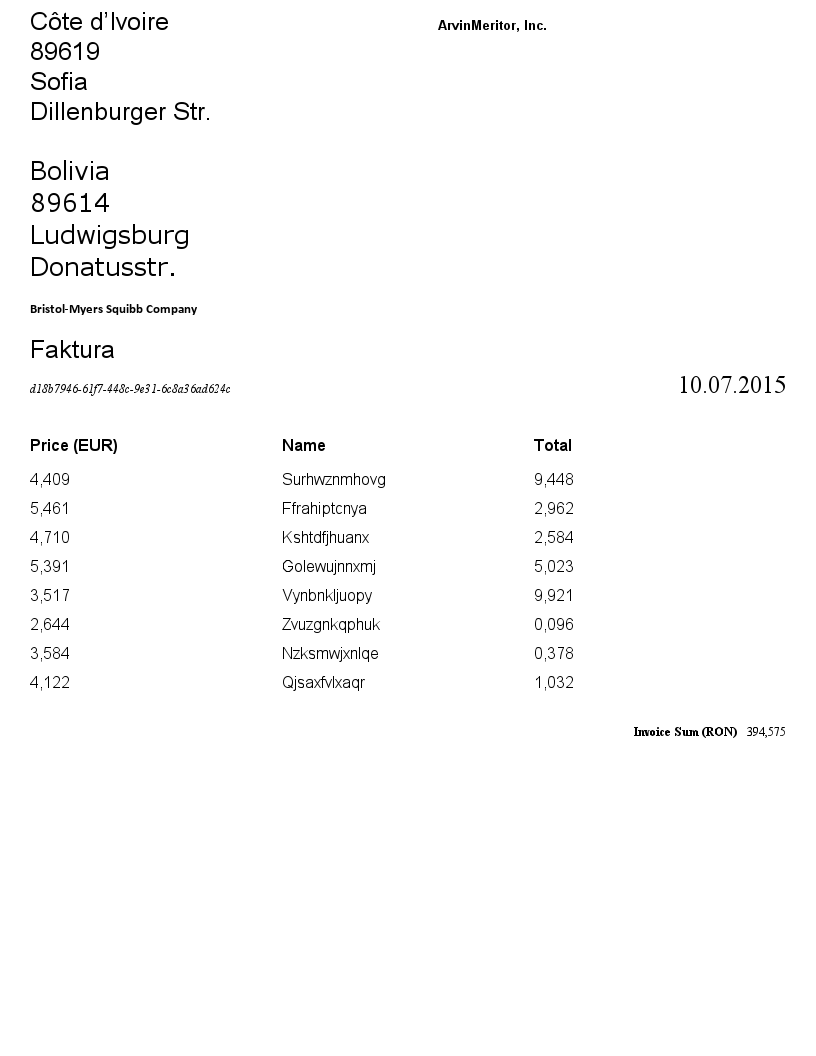 Côte d’Ivoire
89619
Sofia
Dillenburger Str.
ArvinMeritor, Inc.
Bolivia
89614
Ludwigsburg
Donatusstr.
Bristol-Myers Squibb Company
Faktura
d18b7946-61f7-448c-9e31-6c8a36ad624c
10.07.2015
Price (EUR) Name Total
4,409 Surhwznmhovg 9,448
5,461 Ffrahiptcnya 2,962
4,710 Kshtdfjhuanx 2,584
5,391 Golewujnnxmj 5,023
3,517 Vynbnkljuopy 9,921
2,644 Zvuzgnkqphuk 0,096
3,584 Nzksmwjxnlqe 0,378
4,122 Qjsaxfvlxaqr 1,032
Invoice Sum (RON) 394,575